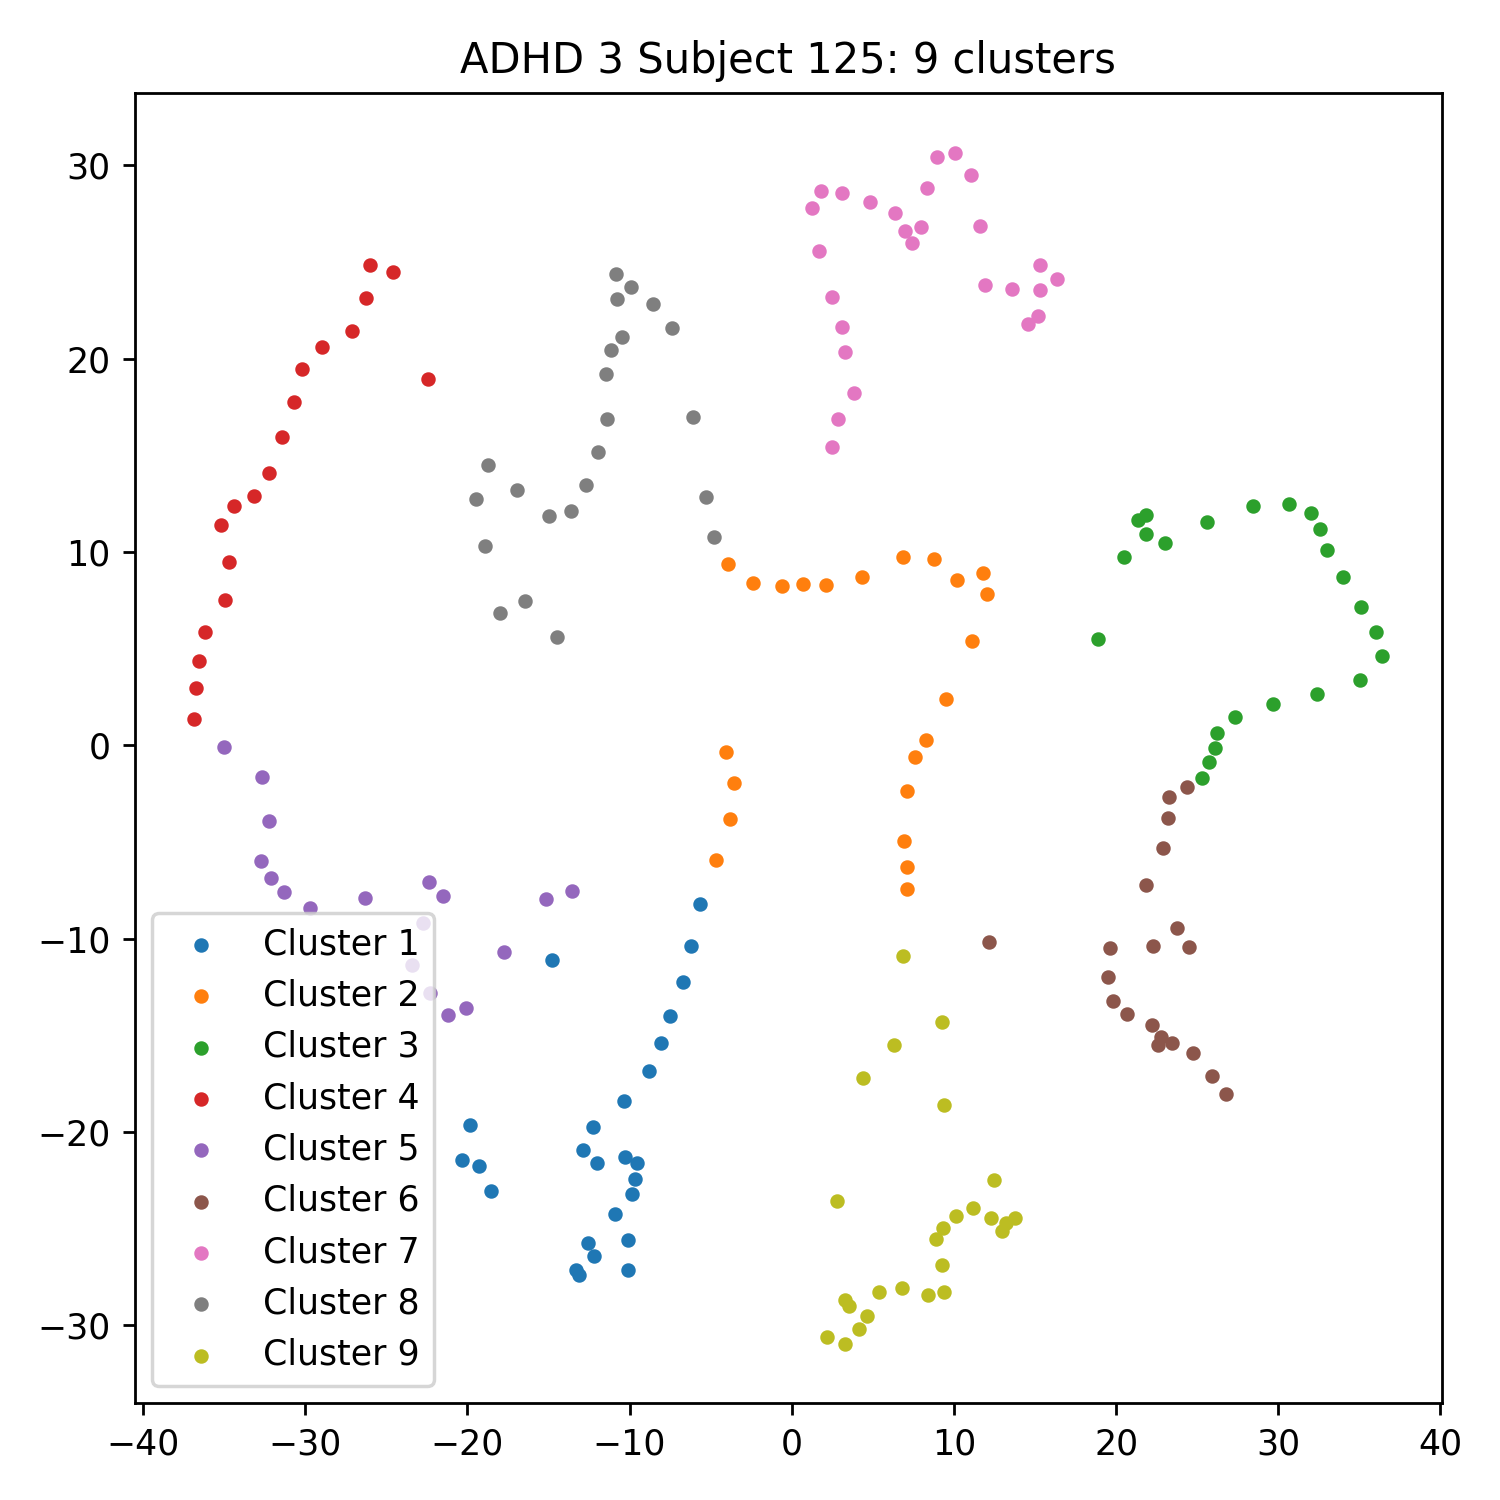 ADHD 3 Subject 125: 9 clusters
30
20
10
0
−10
−20
−30
Cluster 1
Cluster 2
Cluster 3
Cluster 4
Cluster 5
Cluster 6
Cluster 7
Cluster 8
Cluster 9
−40 −30 −20 −10 0 10 20 30 40